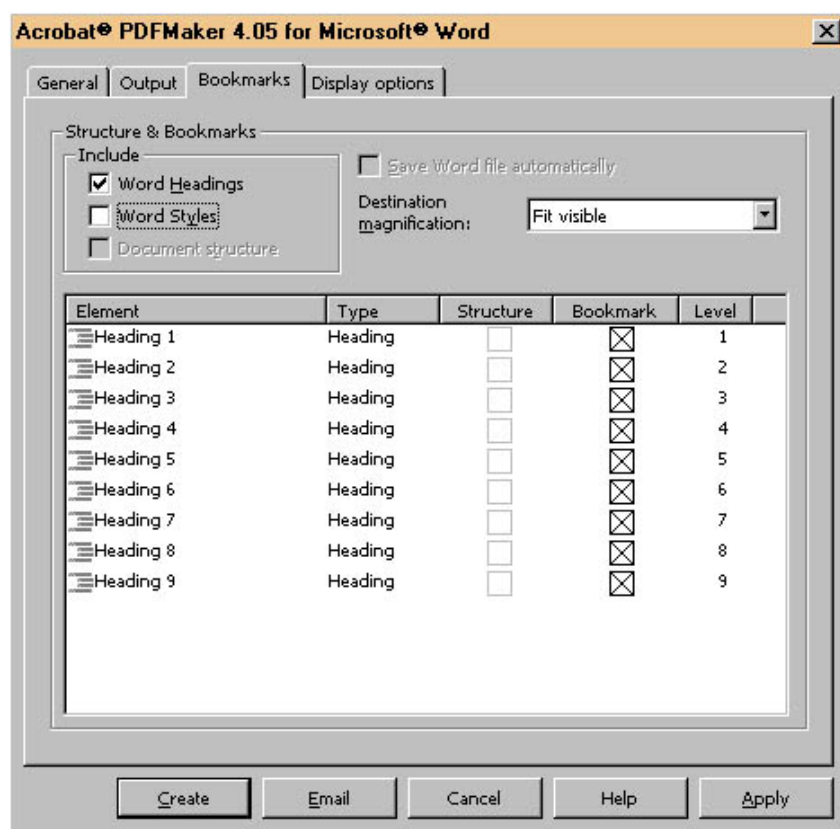 Acrobat® PDFMaker 4.05 for Microsoft® Word
General Output Bookmarks Display options
Structure & Bookmarks
Include
Word Headings
Word Styles
Document structure
Save Word file automatically
Destination
magnification:
Fit visible
Element Type Structure Bookmark Level
Heading 1 Heading 1
Heading 2 Heading 2
Heading 3 Heading 3
Heading 4 Heading 4
Heading 5 Heading 5
Heading 6 Heading 6
Heading 7 Heading 7
Heading 8 Heading 8
Heading 9 Heading 9
Create Email Cancel Help Apply